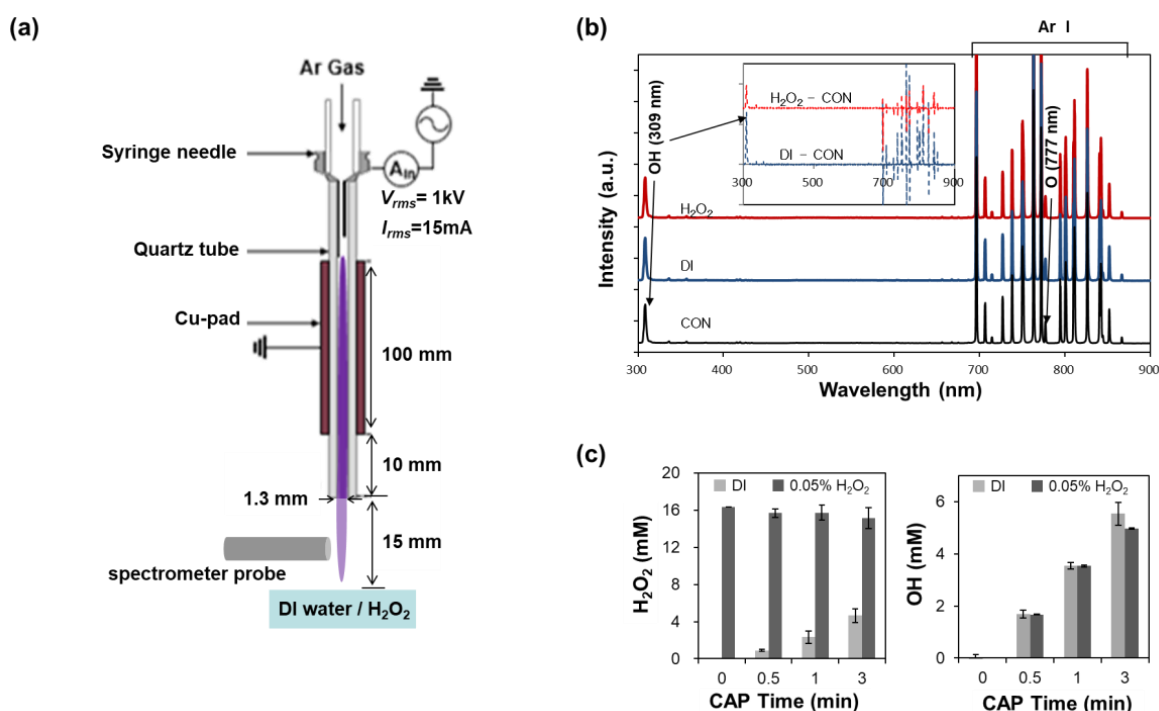 (a)
Ar Gas
Syringe needle
A_in
V_rms= 1kV
I_rms=15mA
Quartz tube
Cu-pad
100 mm
10 mm
1.3 mm
15 mm
spectrometer probe
DI water / H₂O₂
(b)
Ar I
Intensity (a.u.)
OH (309 nm)
O (777 nm)
H₂O₂ – CON
DI – CON
300 500 700 900
H₂O₂
DI
CON
300 400 500 600 700 800 900
Wavelength (nm)
(c)
H₂O₂ (mM)
20
16
12
8
4
0
DI 0.05% H₂O₂
0 0.5 1 3
CAP Time (min)
OH (mM)
6
4
2
0
DI 0.05% H₂O₂
0 0.5 1 3
CAP Time (min)